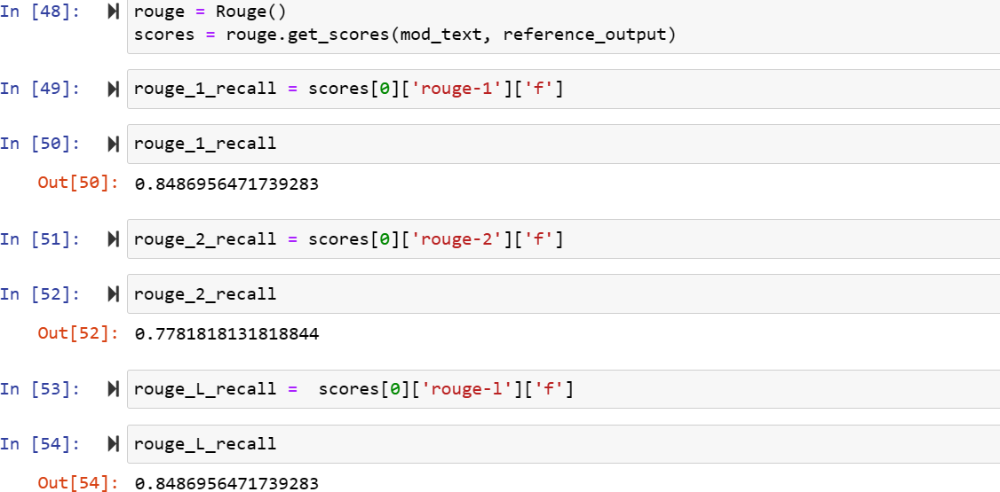 In [48]: rouge = Rouge()
scores = rouge.get_scores(mod_text, reference_output)
In [49]: rouge_1_recall = scores[0]['rouge-1']['f']
In [50]: rouge_1_recall
Out[50]: 0.8486956471739283
In [51]: rouge_2_recall = scores[0]['rouge-2']['f']
In [52]: rouge_2_recall
Out[52]: 0.7781818131818844
In [53]: rouge_L_recall =  scores[0]['rouge-l']['f']
In [54]: rouge_L_recall
Out[54]: 0.8486956471739283